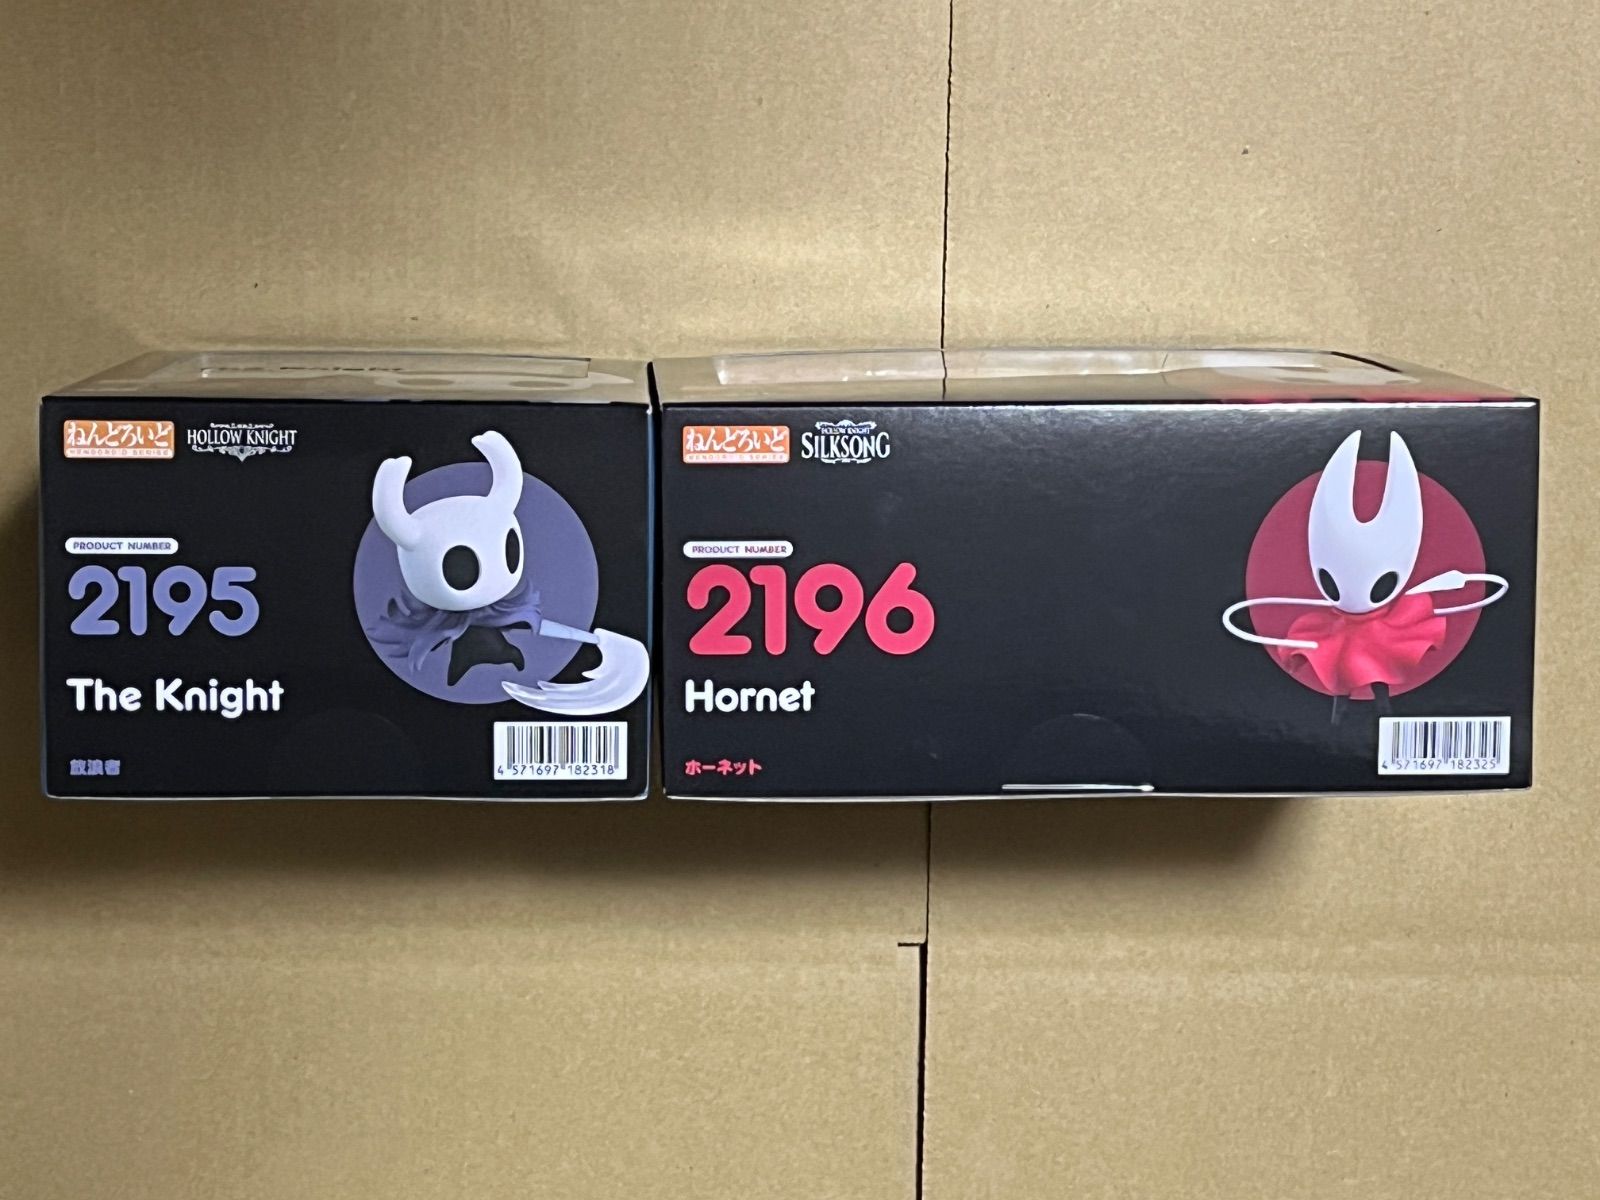 The Knight
ねんどろいど
NENDOROID SERIES
HOLLOW KNIGHT
PRODUCT NUMBER
2195
The Knight
放浪者
4 571697 182318
ねんどろいど
NENDOROID SERIES
HOLLOW KNIGHT
SILKSONG
PRODUCT NUMBER
2196
Hornet
ホーネット
4 571697 182325